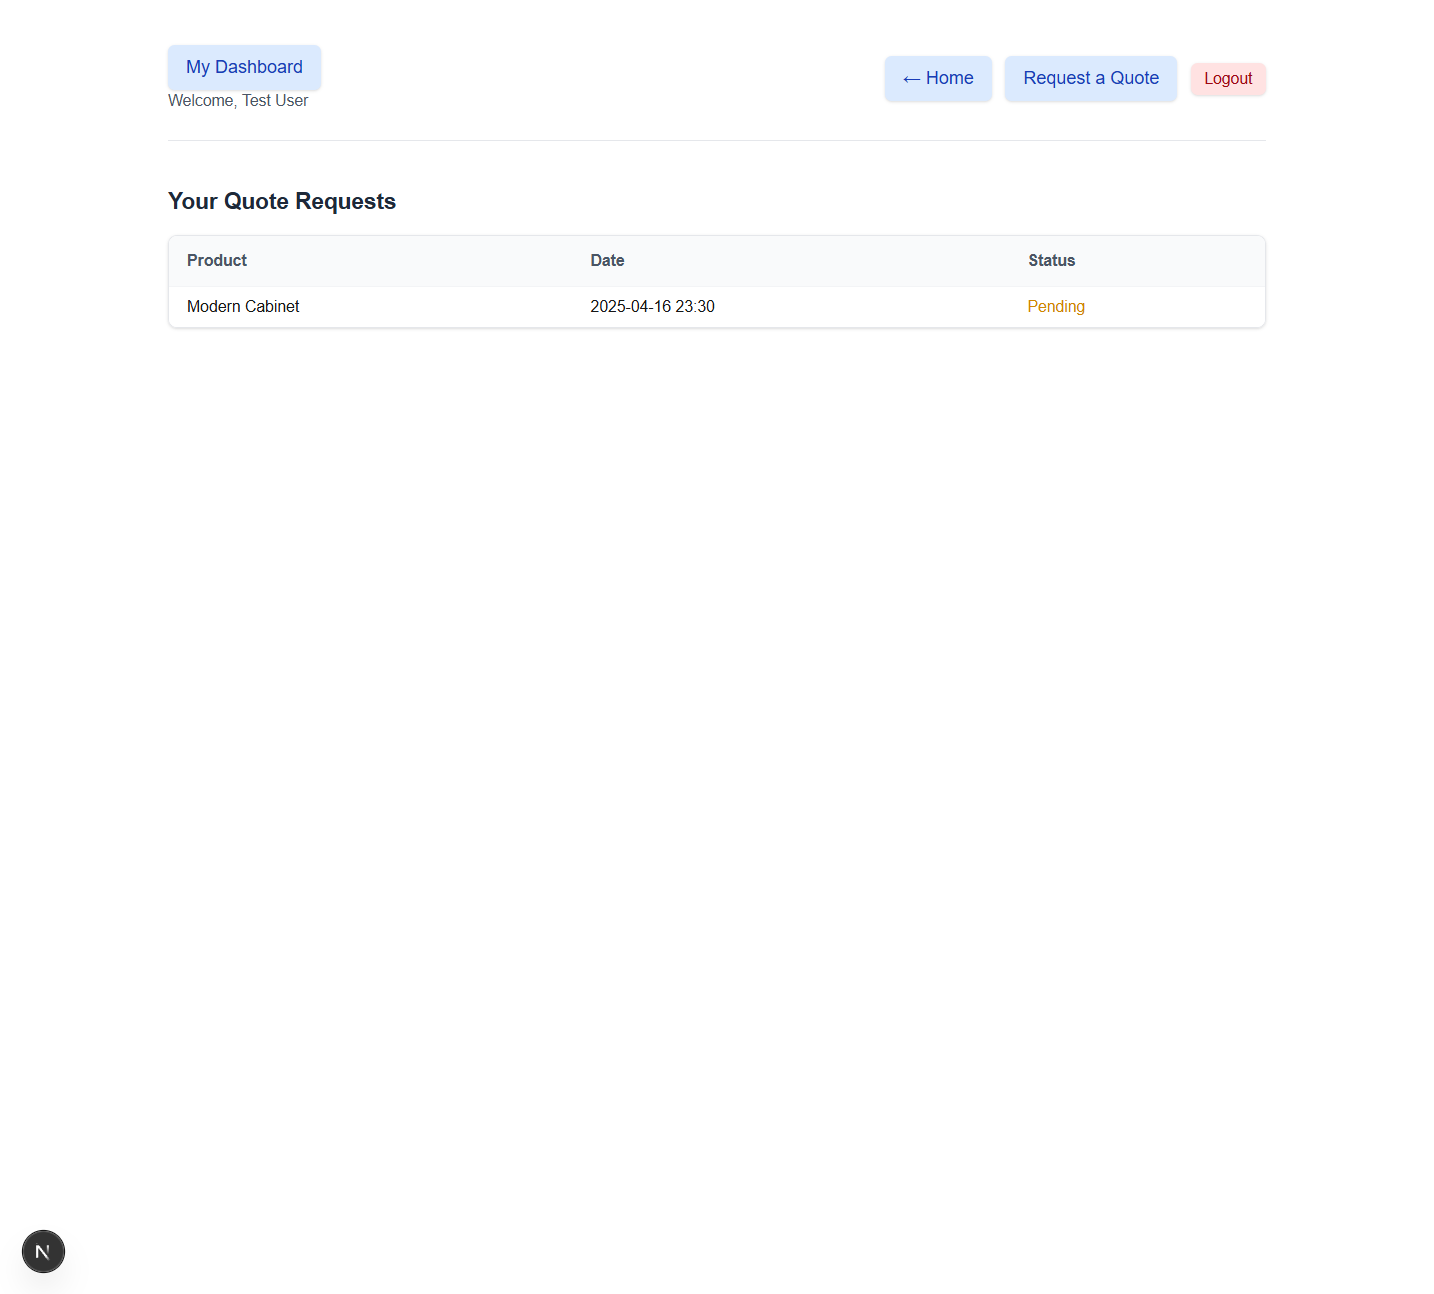 My Dashboard
Welcome, Test User
← Home
Request a Quote
Logout
Your Quote Requests
Product Date Status
Modern Cabinet 2025-04-16 23:30 Pending
N